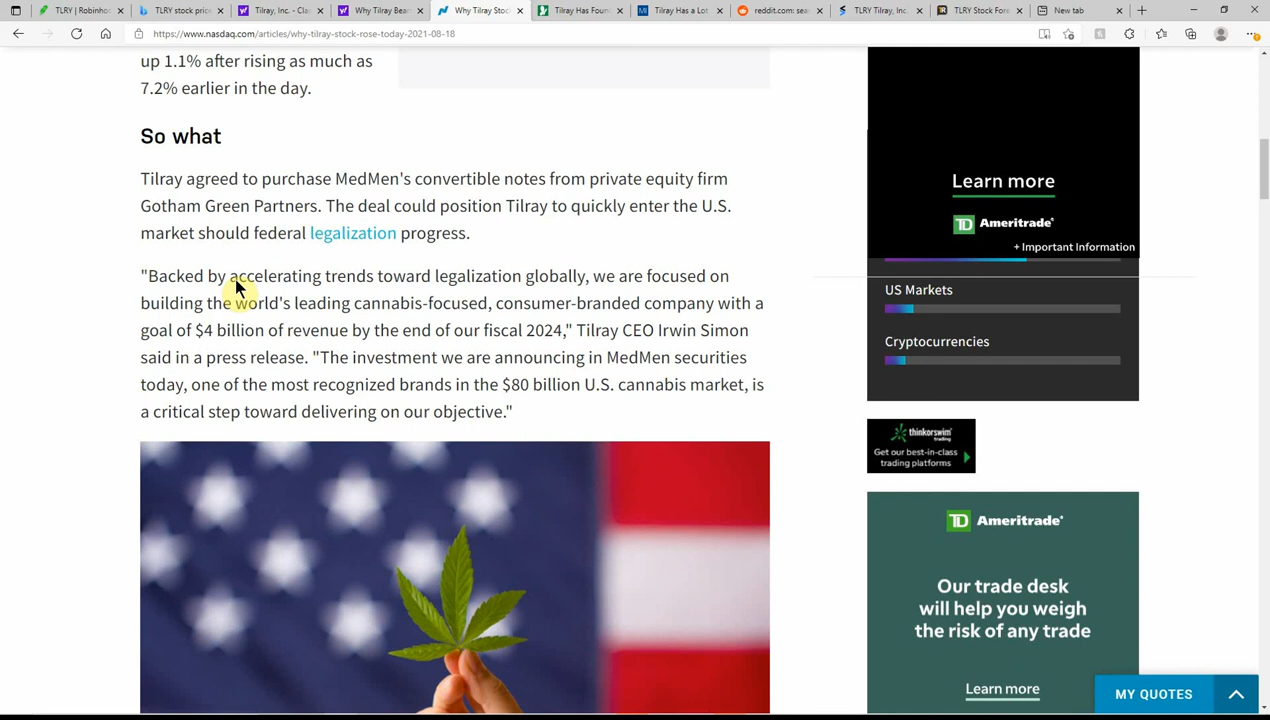 TLRY | Robinhoo
TLRY stock price
Tilray, Inc. - Cla
Why Tilray Bear
Why Tilray Stoc
Tilray Has Foun
Tilray Has a Lot
reddit.com: sea
TLRY Tilray, Inc.
TLRY Stock Fore
New tab
https://www.nasdaq.com/articles/why-tilray-stock-rose-today-2021-08-18
up 1.1% after rising as much as
7.2% earlier in the day.
So what
Tilray agreed to purchase MedMen's convertible notes from private equity firm
Gotham Green Partners. The deal could position Tilray to quickly enter the U.S.
market should federal legalization progress.
"Backed by accelerating trends toward legalization globally, we are focused on
building the world's leading cannabis-focused, consumer-branded company with a
goal of $4 billion of revenue by the end of our fiscal 2024," Tilray CEO Irwin Simon
said in a press release. "The investment we are announcing in MedMen securities
today, one of the most recognized brands in the $80 billion U.S. cannabis market, is
a critical step toward delivering on our objective."
Learn more
TD Ameritrade
+ Important Information
US Markets
Cryptocurrencies
thinkorswim
trading
Get our best-in-class
trading platforms
TD Ameritrade
Our trade desk
will help you weigh
the risk of any trade
Learn more
MY QUOTES